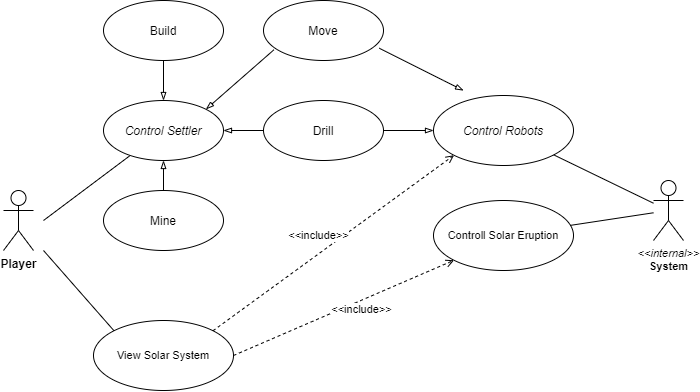 Build
Move
Control Settler
Drill
Control Robots
Mine
Player
<<include>>
Controll Solar Eruption
<<internal>>
System
<<include>>
View Solar System